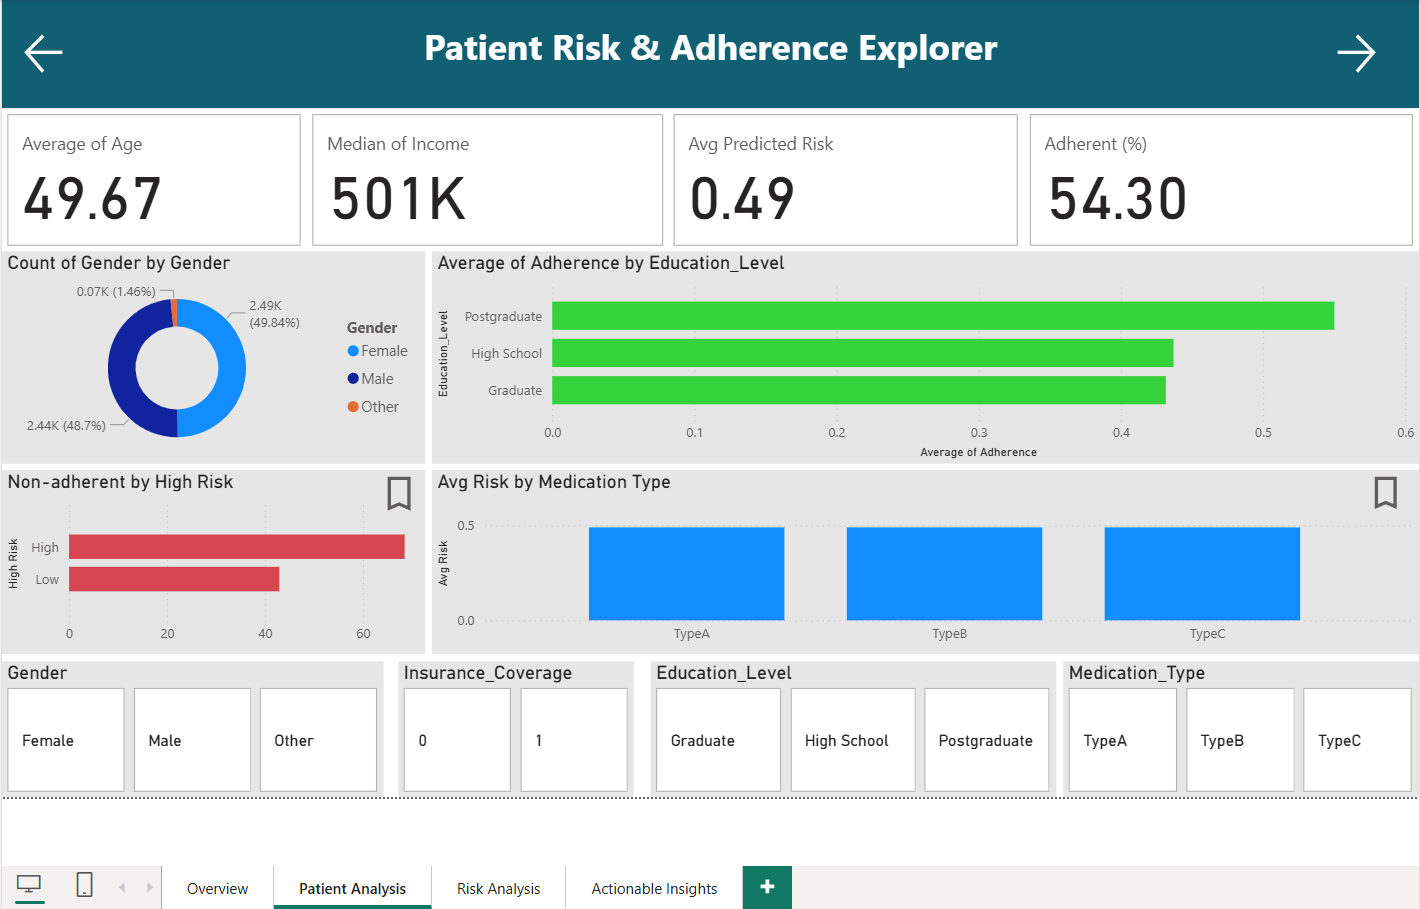 Patient Risk & Adherence Explorer
Average of Age
49.67
Median of Income
501K
Avg Predicted Risk
0.49
Adherent (%)
54.30
Count of Gender by Gender
0.07K (1.46%)
2.49K
(49.84%)
2.44K (48.7%)
Gender
Female
Male
Other
Average of Adherence by Education_Level
Education_Level
Postgraduate
High School
Graduate
0.0 0.1 0.2 0.3 0.4 0.5 0.6
Average of Adherence
Non-adherent by High Risk
High Risk
High
Low
0 20 40 60
Avg Risk by Medication Type
Avg Risk
0.5
0.0
TypeA TypeB TypeC
Gender
Female Male Other
Insurance_Coverage
0 1
Education_Level
Graduate High School Postgraduate
Medication_Type
TypeA TypeB TypeC
Overview Patient Analysis Risk Analysis Actionable Insights +